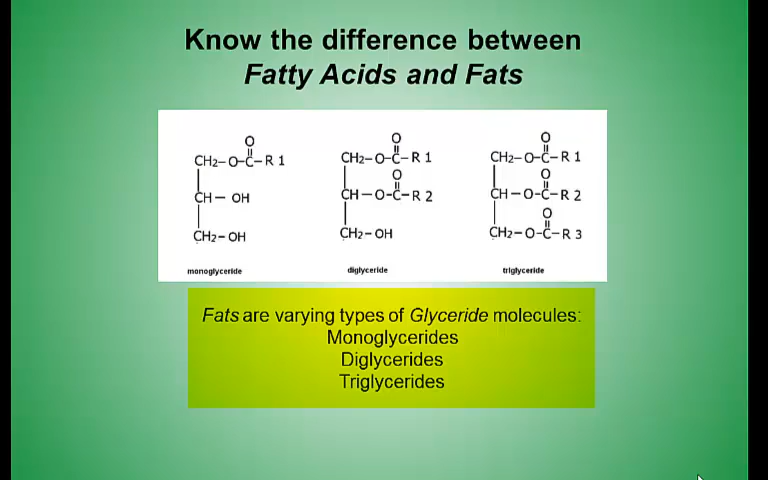 Know the difference between
Fatty Acids and Fats
O
CH2-O-C-R 1
CH- OH
CH2-OH
monoglyceride
O
CH2-O-C-R 1
O
CH-O-C-R 2
CH2-OH
diglyceride
O
CH2-O-C-R 1
O
CH-O-C-R 2
O
CH2-O-C-R 3
triglyceride
Fats are varying types of Glyceride molecules:
Monoglycerides
Diglycerides
Triglycerides